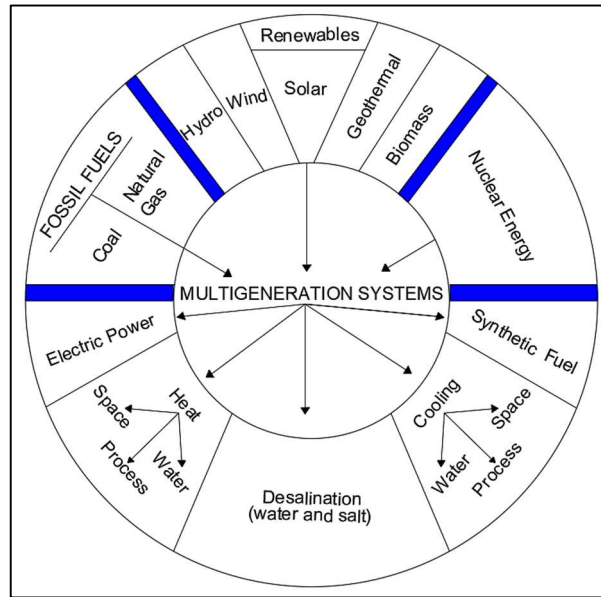 Renewables
Solar
Hydro
Wind
Geothermal
Biomass
FOSSIL FUELS
Natural
Gas
Coal
Nuclear Energy
MULTIGENERATION SYSTEMS
Electric Power
Synthetic Fuel
Heat
Space
Process
Water
Desalination
(water and salt)
Cooling
Space
Process
Water